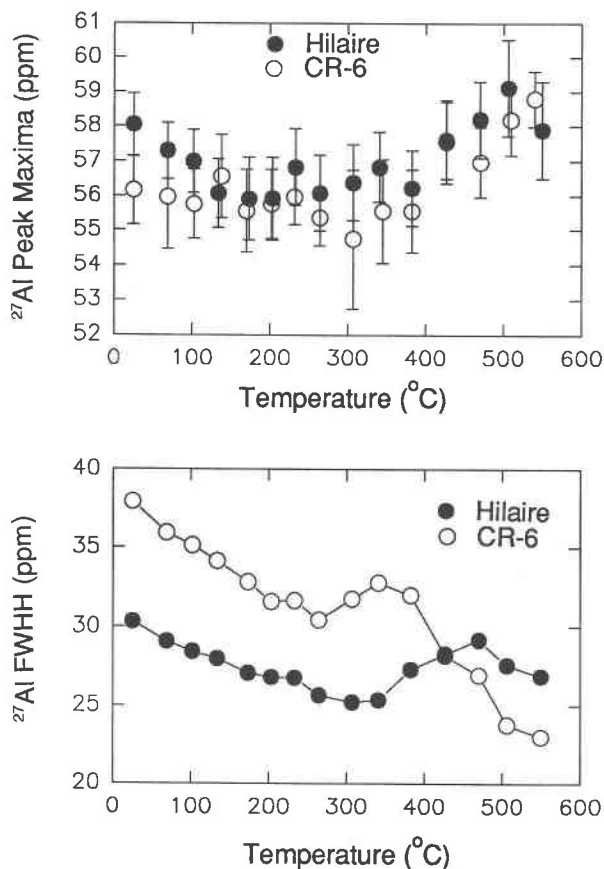 61
60
59
58
57
56
55
54
53
52
²⁷Al Peak Maxima (ppm)
Hilaire
CR-6
0 100 200 300 400 500 600
Temperature (°C)
40
35
30
25
20
²⁷Al FWHH (ppm)
Hilaire
CR-6
0 100 200 300 400 500 600
Temperature (°C)